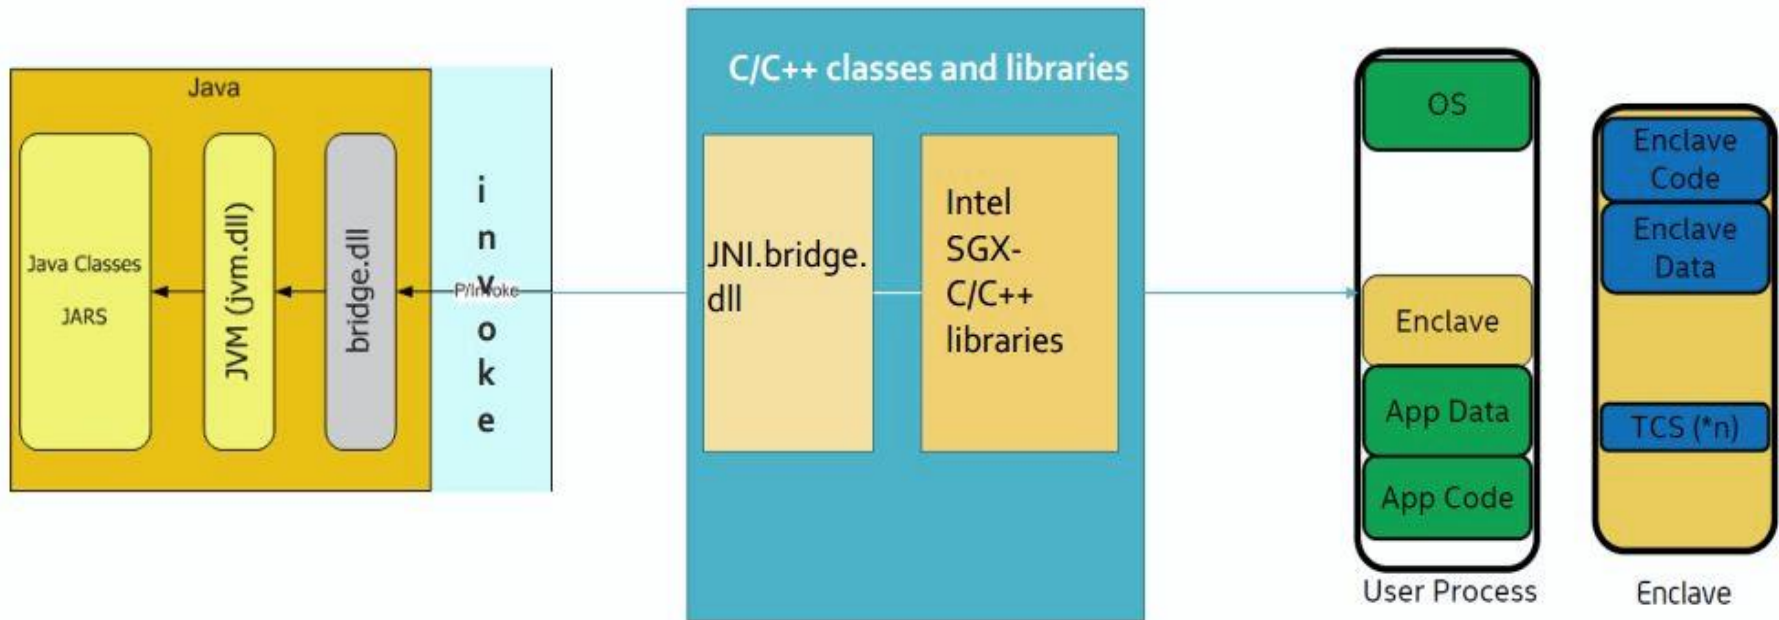 Java
Java Classes
JARS
JVM (jvm.dll)
bridge.dll
P/Invoke
i
n
v
o
k
e
C/C++ classes and libraries
JNI.bridge.
dll
Intel
SGX-
C/C++
libraries
OS
Enclave
App Data
App Code
User Process
Enclave
Code
Enclave
Data
TCS (*n)
Enclave